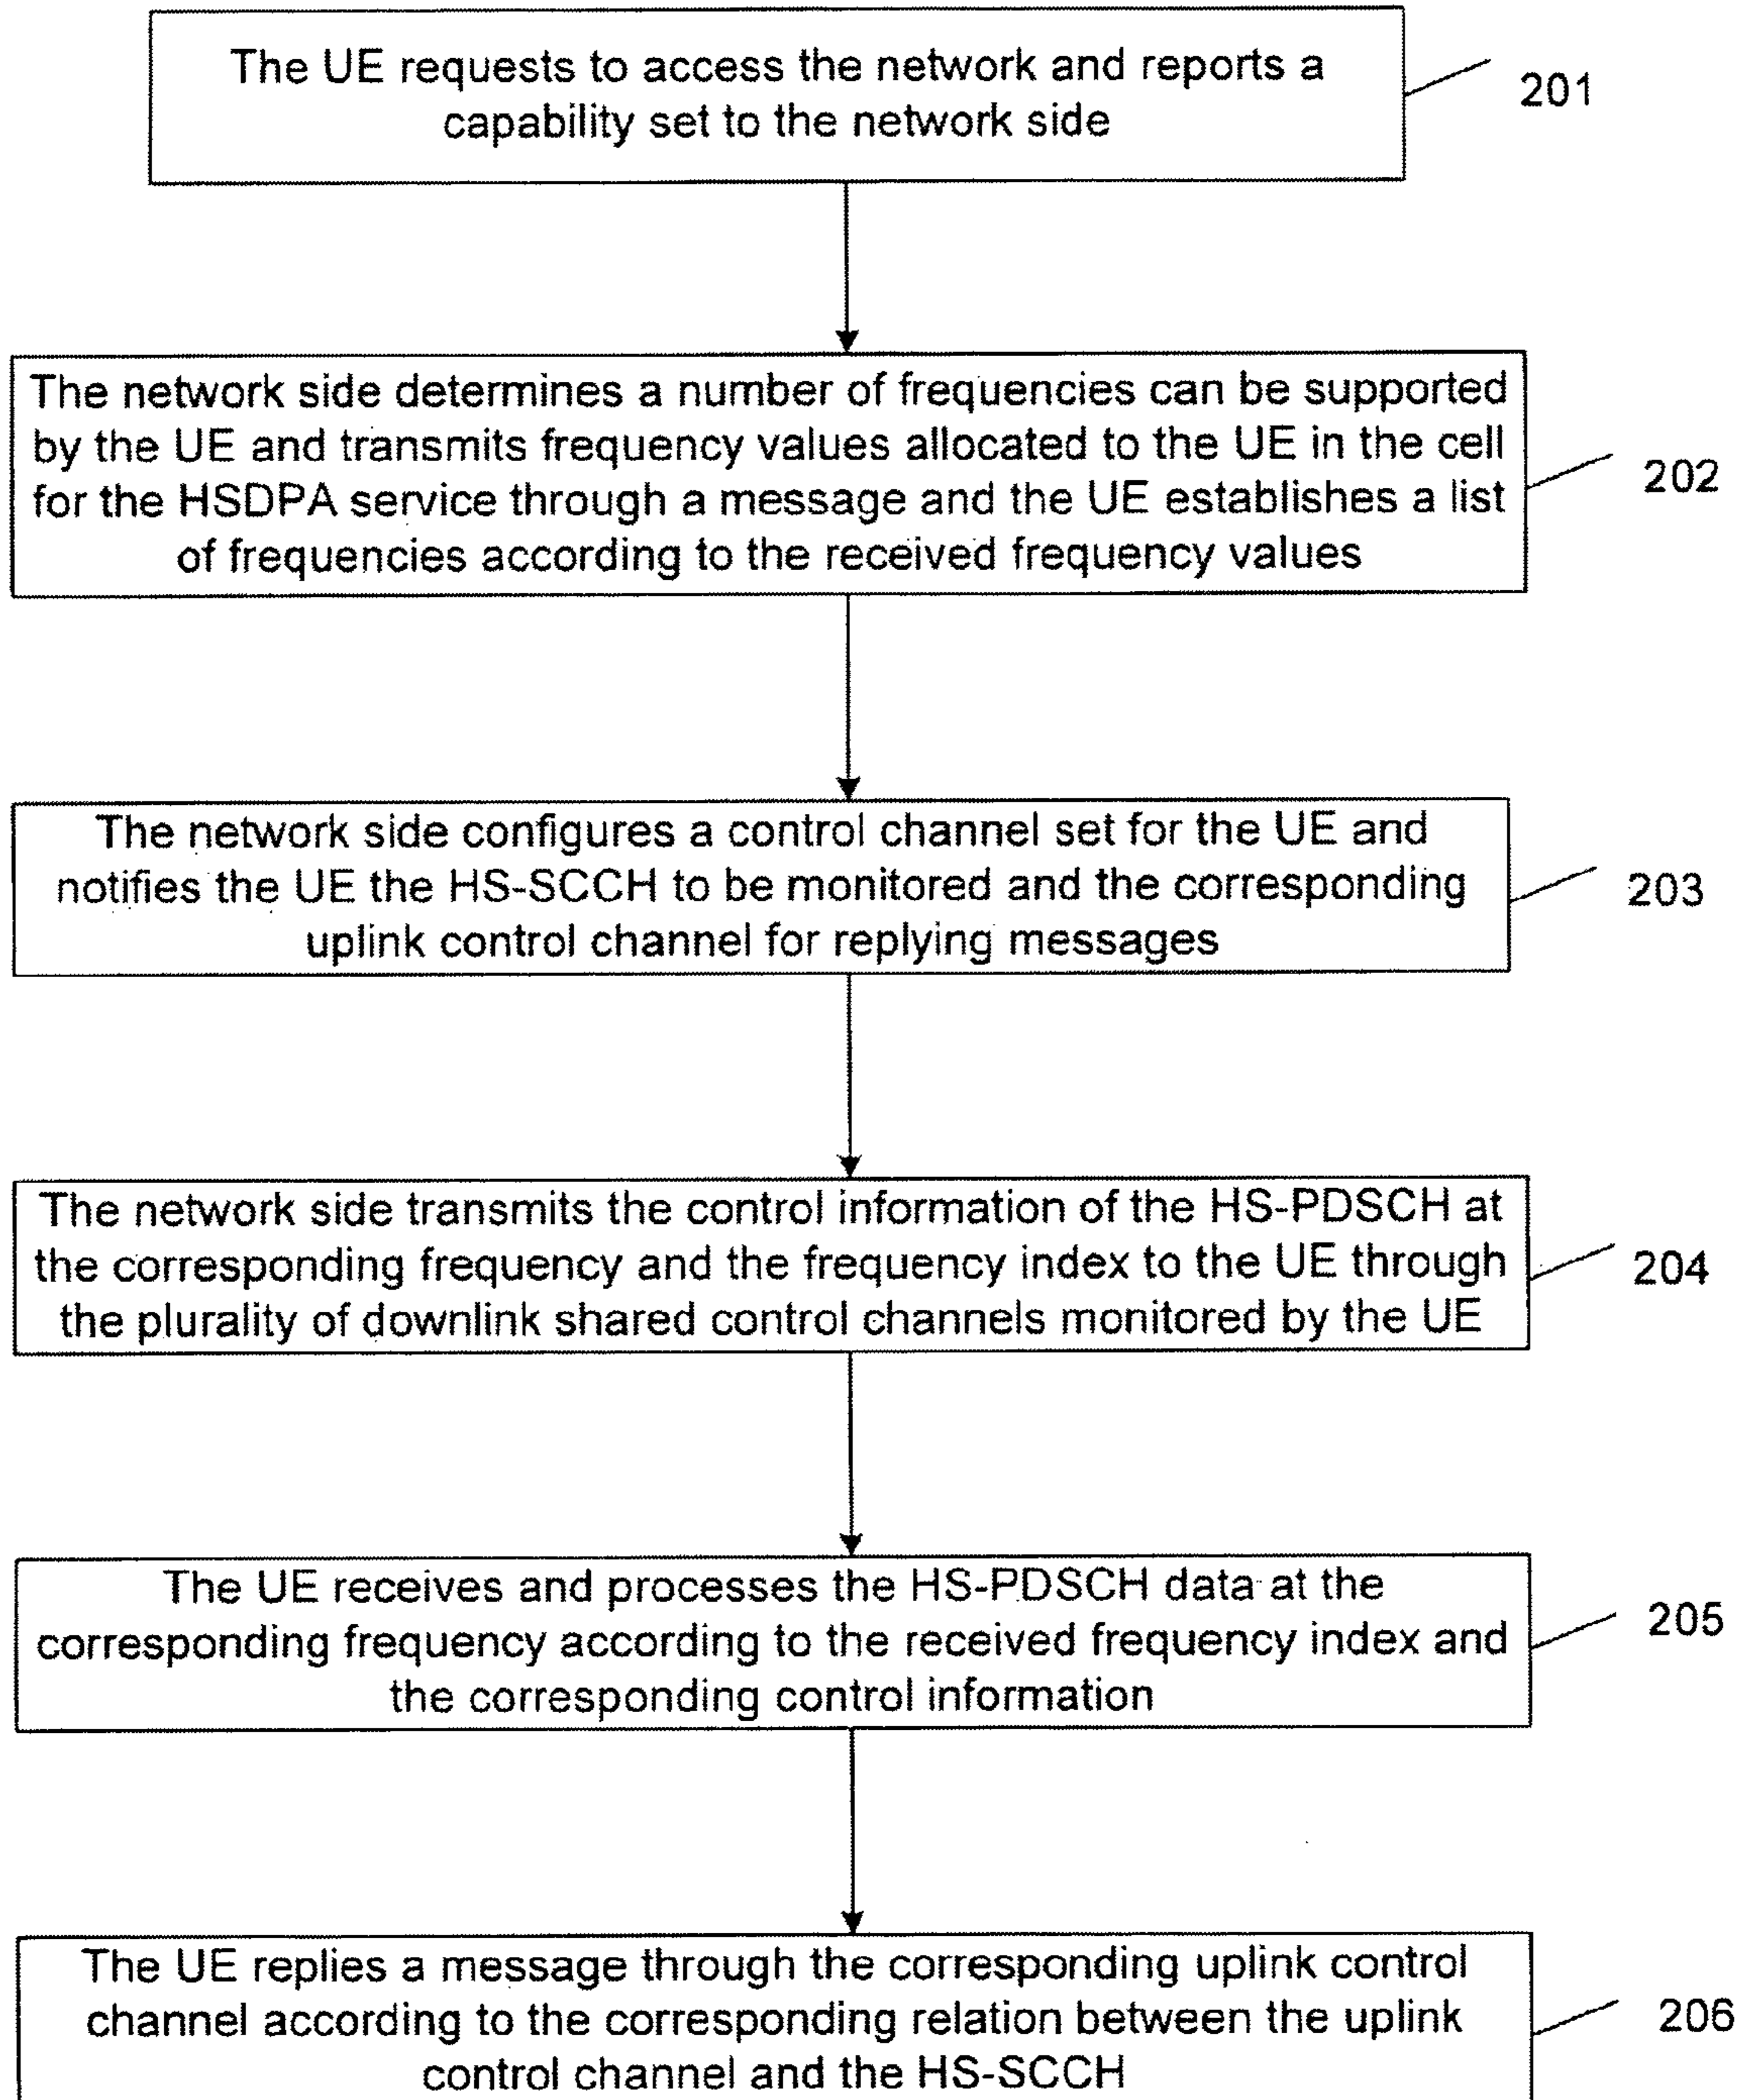 The UE requests to access the network and reports a
capability set to the network side
201
The network side determines a number of frequencies can be supported
by the UE and transmits frequency values allocated to the UE in the cell
for the HSDPA service through a message and the UE establishes a list
of frequencies according to the received frequency values
202
The network side configures a control channel set for the UE and
notifies the UE the HS-SCCH to be monitored and the corresponding
uplink control channel for replying messages
203
The network side transmits the control information of the HS-PDSCH at
the corresponding frequency and the frequency index to the UE through
the plurality of downlink shared control channels monitored by the UE
204
The UE receives and processes the HS-PDSCH data at the
corresponding frequency according to the received frequency index and
the corresponding control information
205
The UE replies a message through the corresponding uplink control
channel according to the corresponding relation between the uplink
control channel and the HS-SCCH
206